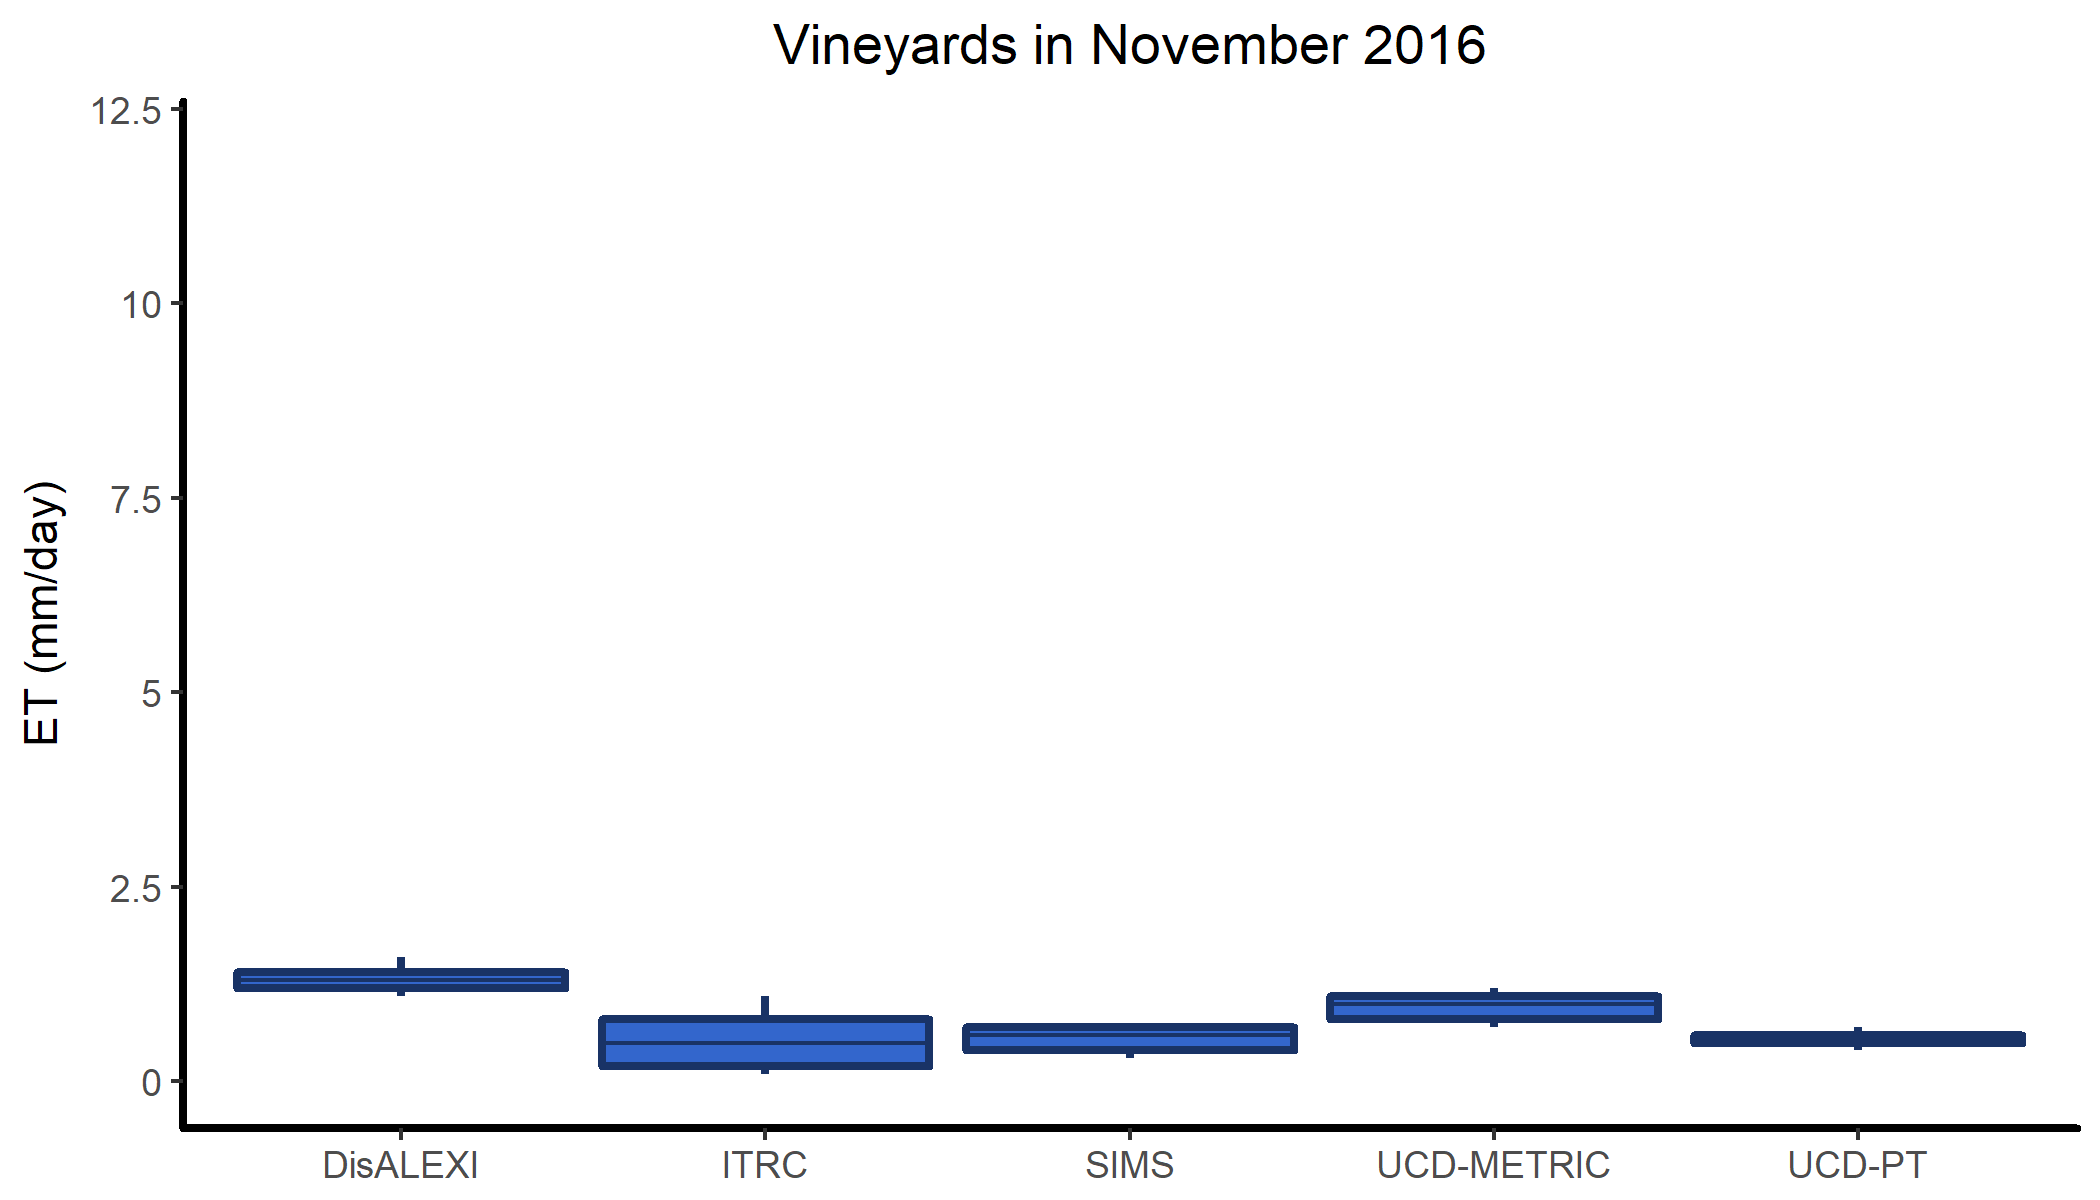 Vineyards in November 2016
12.5
10
7.5
5
2.5
0
ET (mm/day)
DisALEXI ITRC SIMS UCD-METRIC UCD-PT